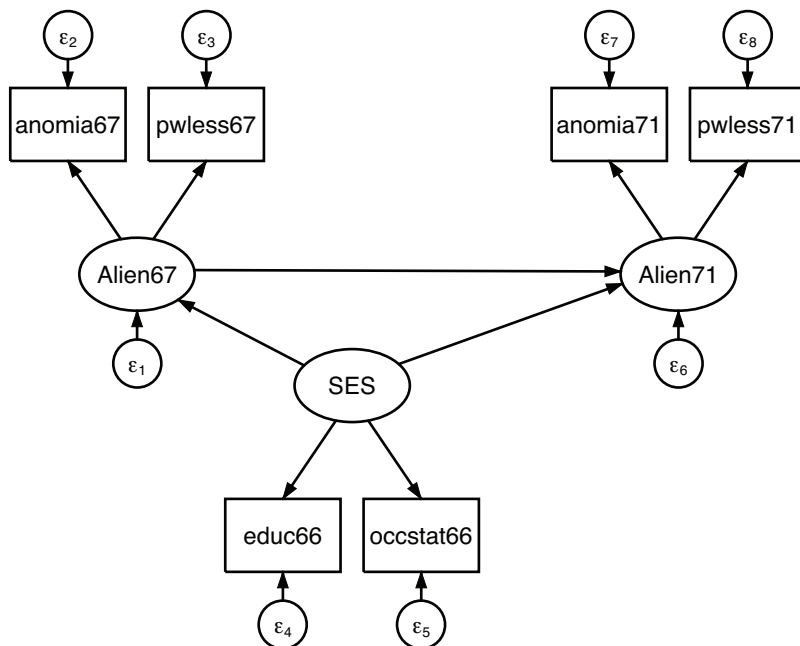 ε₂
ε₃
ε₇
ε₈
anomia67
pwless67
anomia71
pwless71
Alien67
Alien71
ε₁
SES
ε₆
educ66
occstat66
ε₄
ε₅